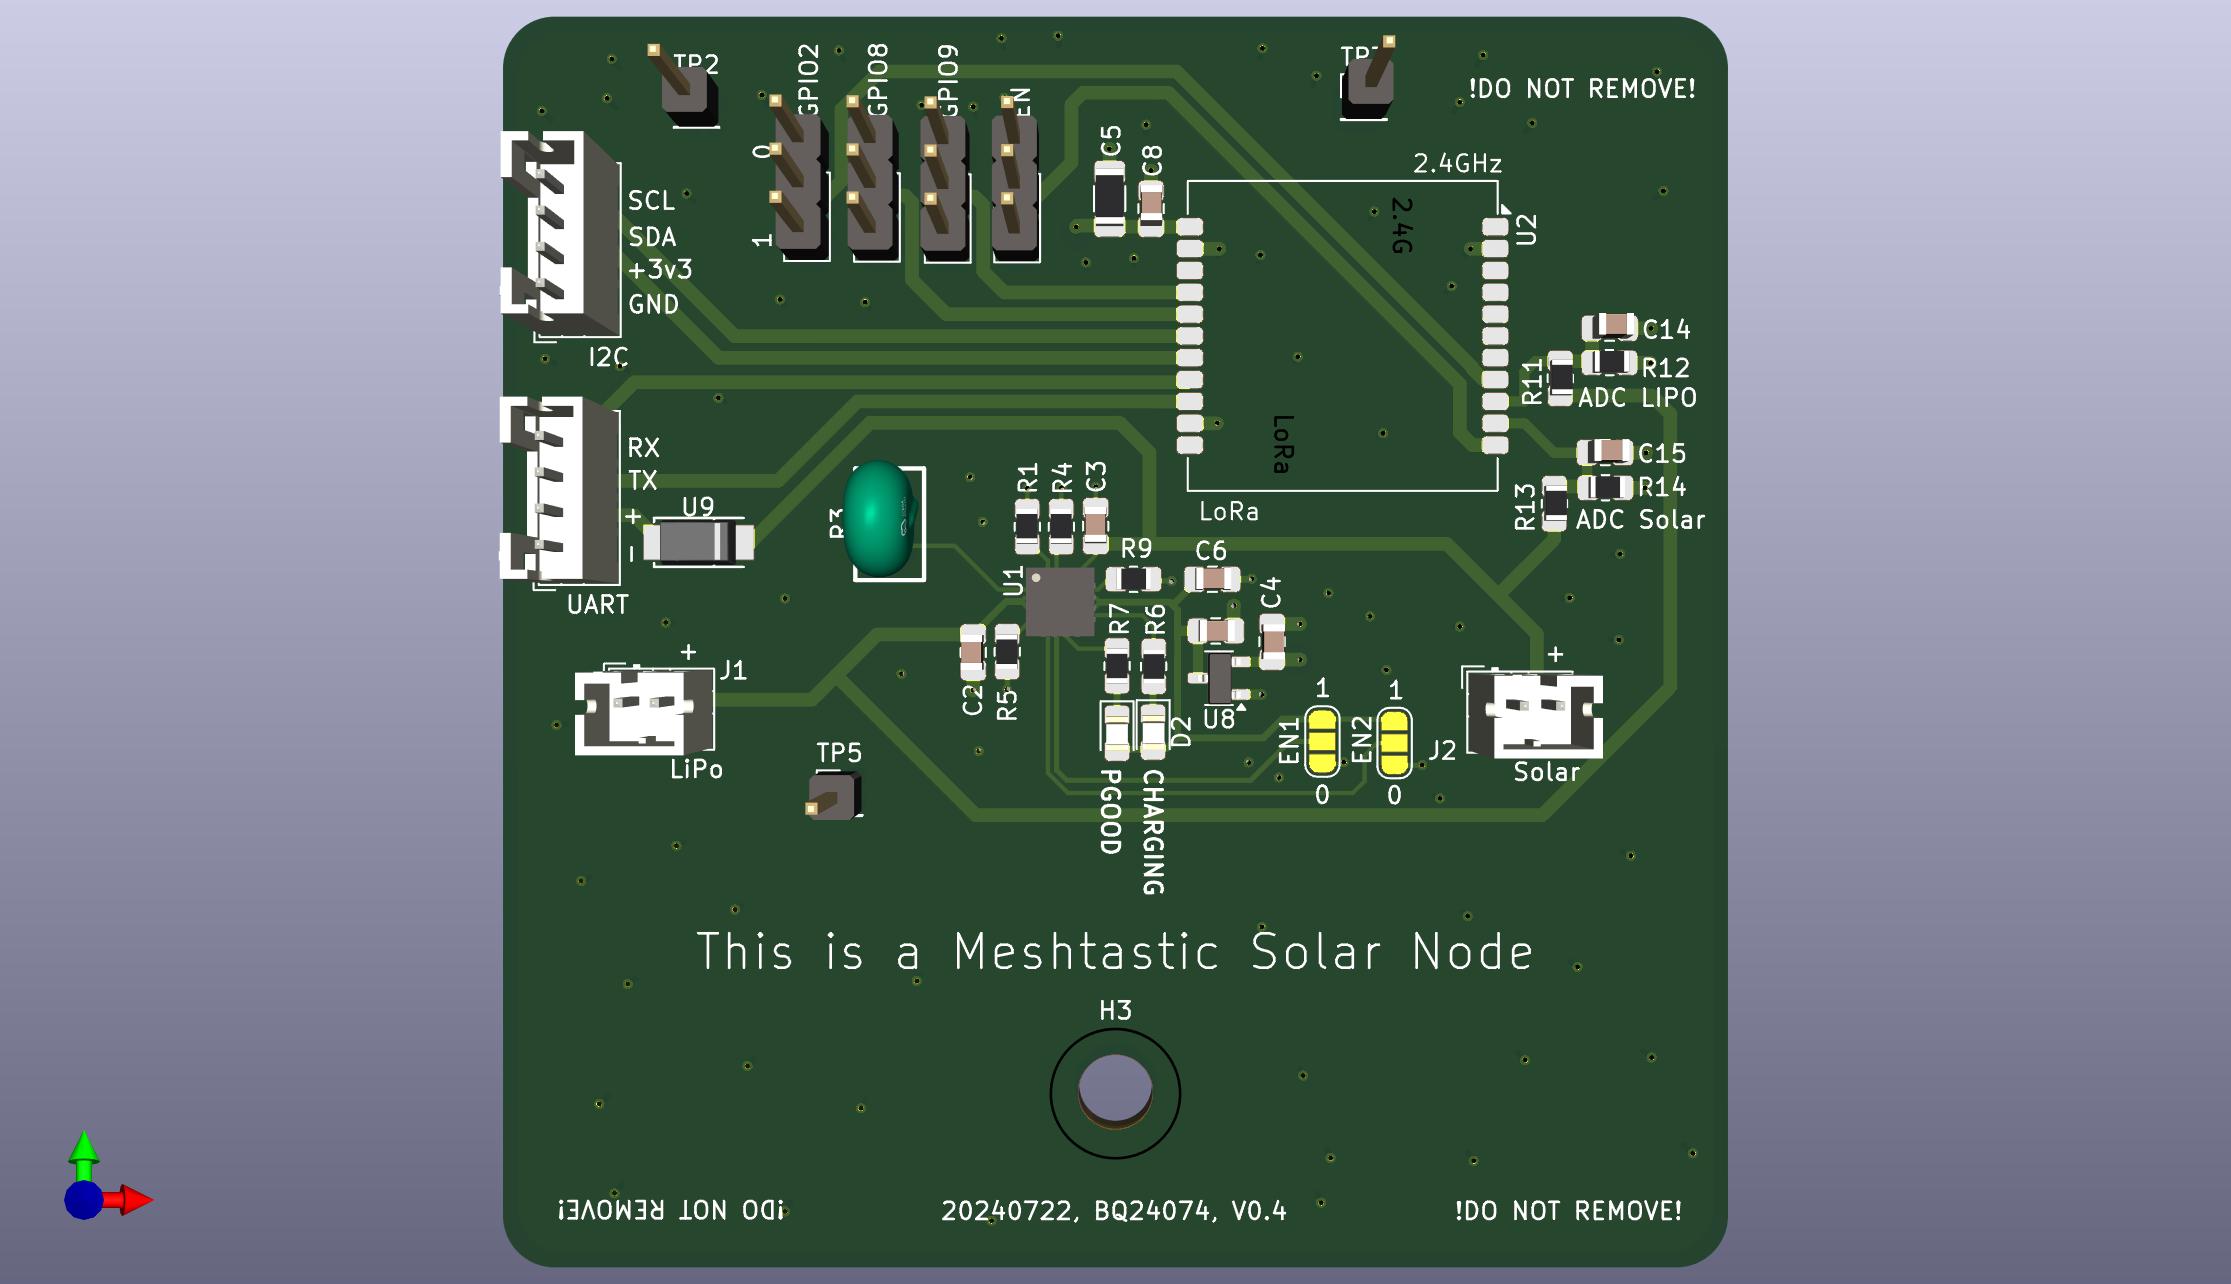 TP2
GPIO2
GPIO8
GPIO9
EN
!DO NOT REMOVE!
0
1
C5
C8
2.4GHz
2.4G
U2
SCL
SDA
+3v3
GND
I2C
C14
R12
R11
ADC LIPO
RX
TX
+
-
UART
U9
R3
R1
R4
C3
LoRa
LoRa
C15
R14
R13
ADC Solar
U1
R9
C6
C4
R7
R6
C2
R5
U8
D2
+
J1
LiPo
TP5
PGOOD
CHARGING
1
EN1
0
1
EN2
0
+
J2
Solar
This is a Meshtastic Solar Node
H3
!DO NOT REMOVE!
20240722, BQ24074, V0.4
!DO NOT REMOVE!